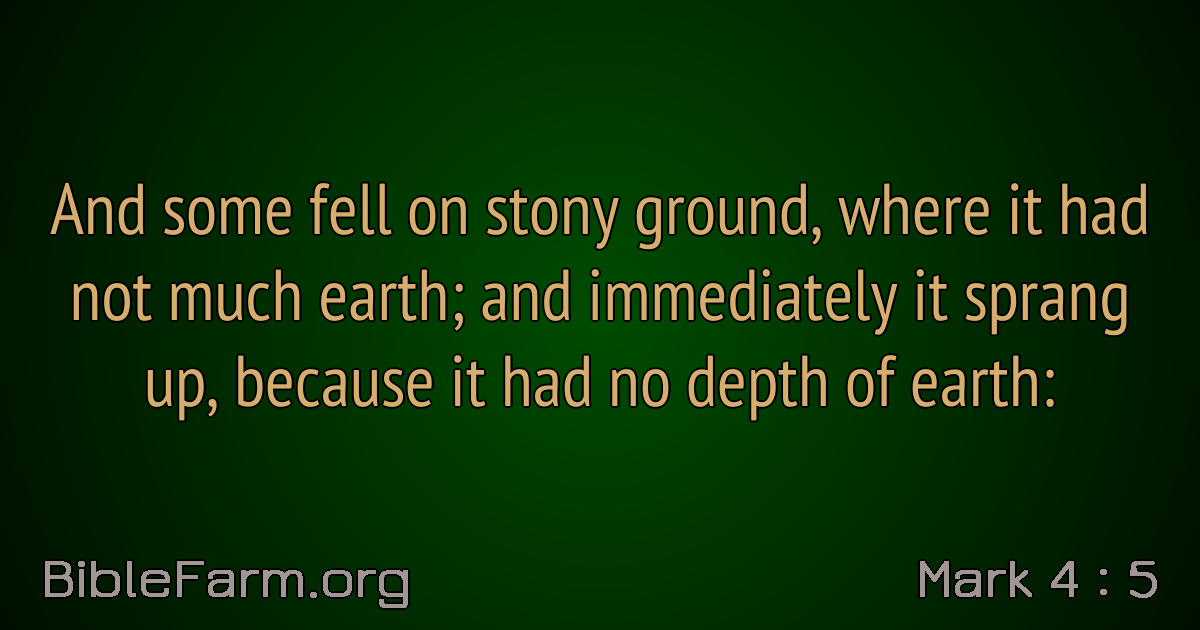 And some fell on stony ground, where it had
not much earth; and immediately it sprang
up, because it had no depth of earth:
BibleFarm.org
Mark 4 : 5